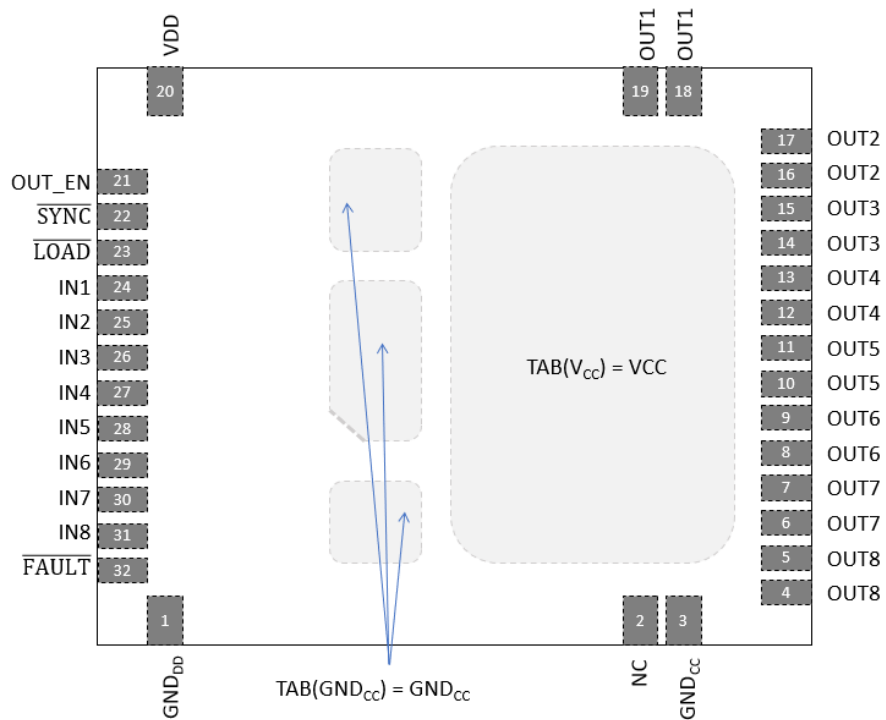 VDD
OUT1
OUT1
20
19
18
17 OUT2
OUT_EN 21
16 OUT2
SYNC 22
15 OUT3
LOAD 23
14 OUT3
IN1 24
13 OUT4
IN2 25
12 OUT4
IN3 26
11 OUT5
TAB(VCC) = VCC
IN4 27
10 OUT5
IN5 28
9 OUT6
IN6 29
8 OUT6
IN7 30
7 OUT7
IN8 31
6 OUT7
FAULT 32
5 OUT8
4 OUT8
1
2
3
GNDDD
NC
GNDCC
TAB(GNDCC) = GNDCC